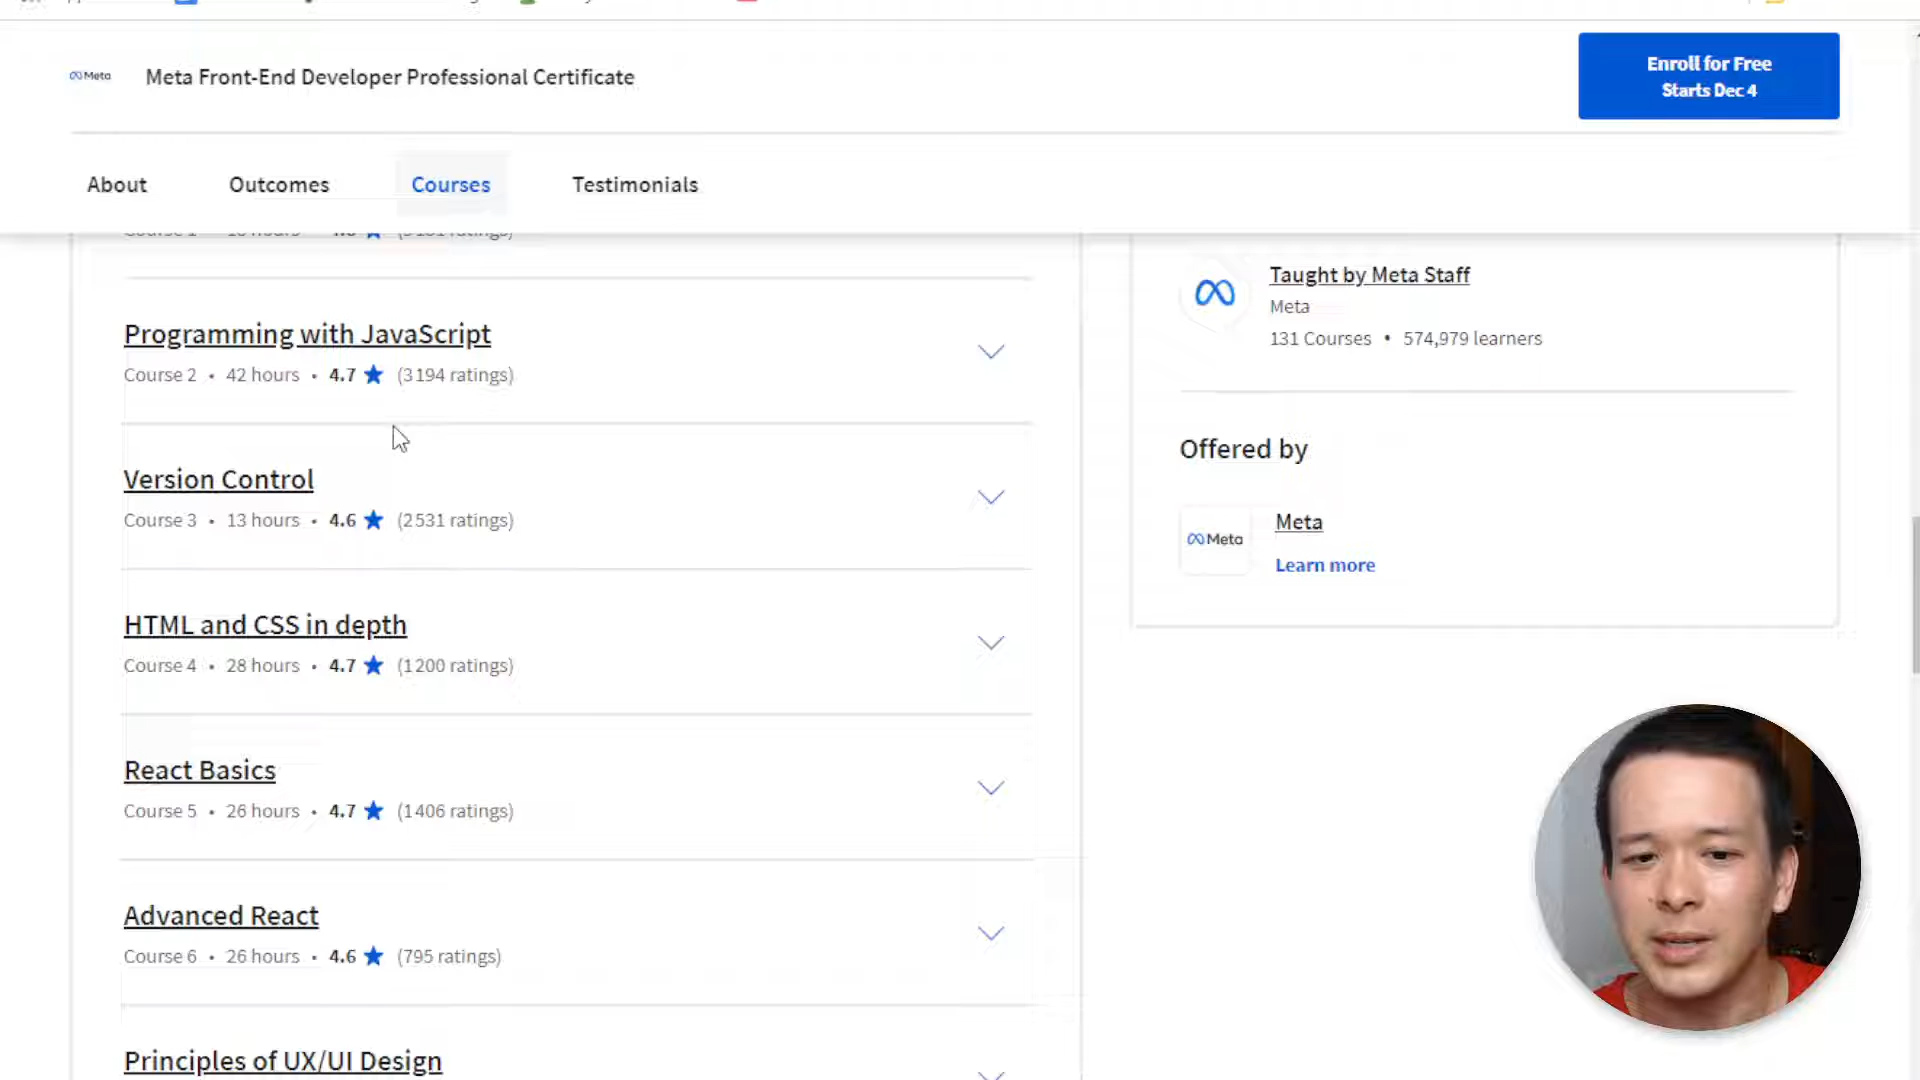 Meta
Meta Front-End Developer Professional Certificate
Enroll for Free
Starts Dec 4
About
Outcomes
Courses
Testimonials
Programming with JavaScript
Course 2 • 42 hours • 4.7 ★ (3194 ratings)
Version Control
Course 3 • 13 hours • 4.6 ★ (2531 ratings)
HTML and CSS in depth
Course 4 • 28 hours • 4.7 ★ (1200 ratings)
React Basics
Course 5 • 26 hours • 4.7 ★ (1406 ratings)
Advanced React
Course 6 • 26 hours • 4.6 ★ (795 ratings)
Principles of UX/UI Design
Taught by Meta Staff
Meta
131 Courses • 574,979 learners
Offered by
Meta
Meta
Learn more